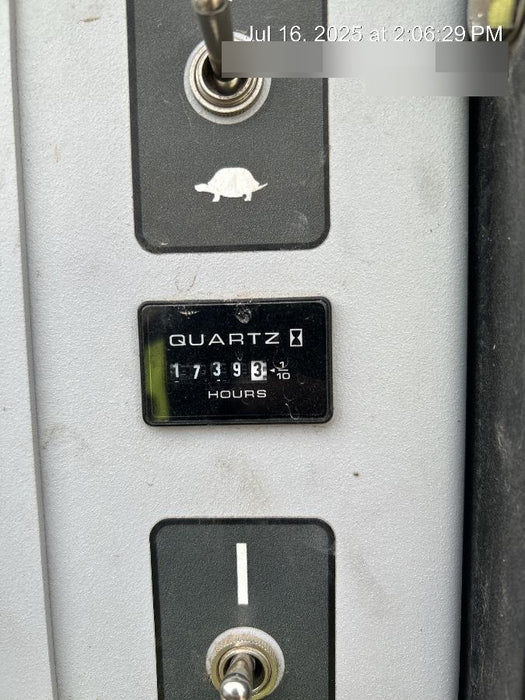 Jul 16, 2025 at 2:06:29 PM
QUARTZ
17393 1/10
HOURS